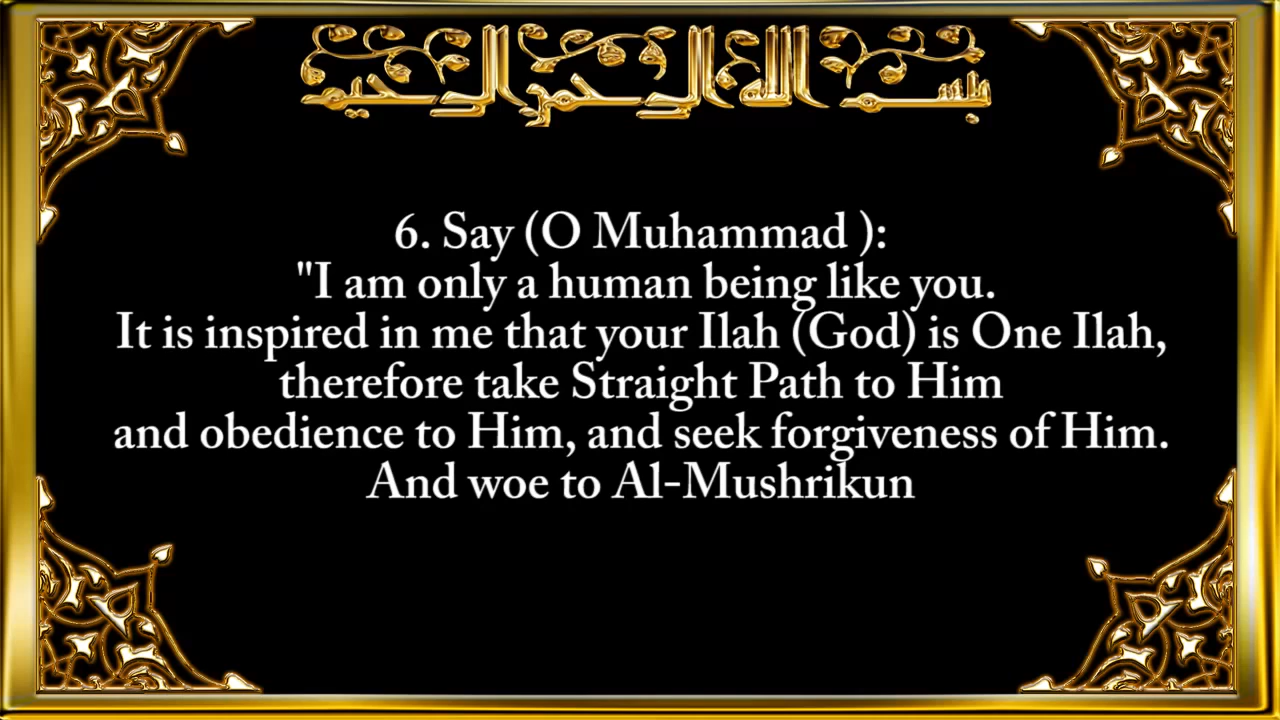 بسم الله الرحمن الرحيم
6. Say (O Muhammad ):
"I am only a human being like you.
It is inspired in me that your Ilah (God) is One Ilah,
therefore take Straight Path to Him
and obedience to Him, and seek forgiveness of Him.
And woe to Al-Mushrikun